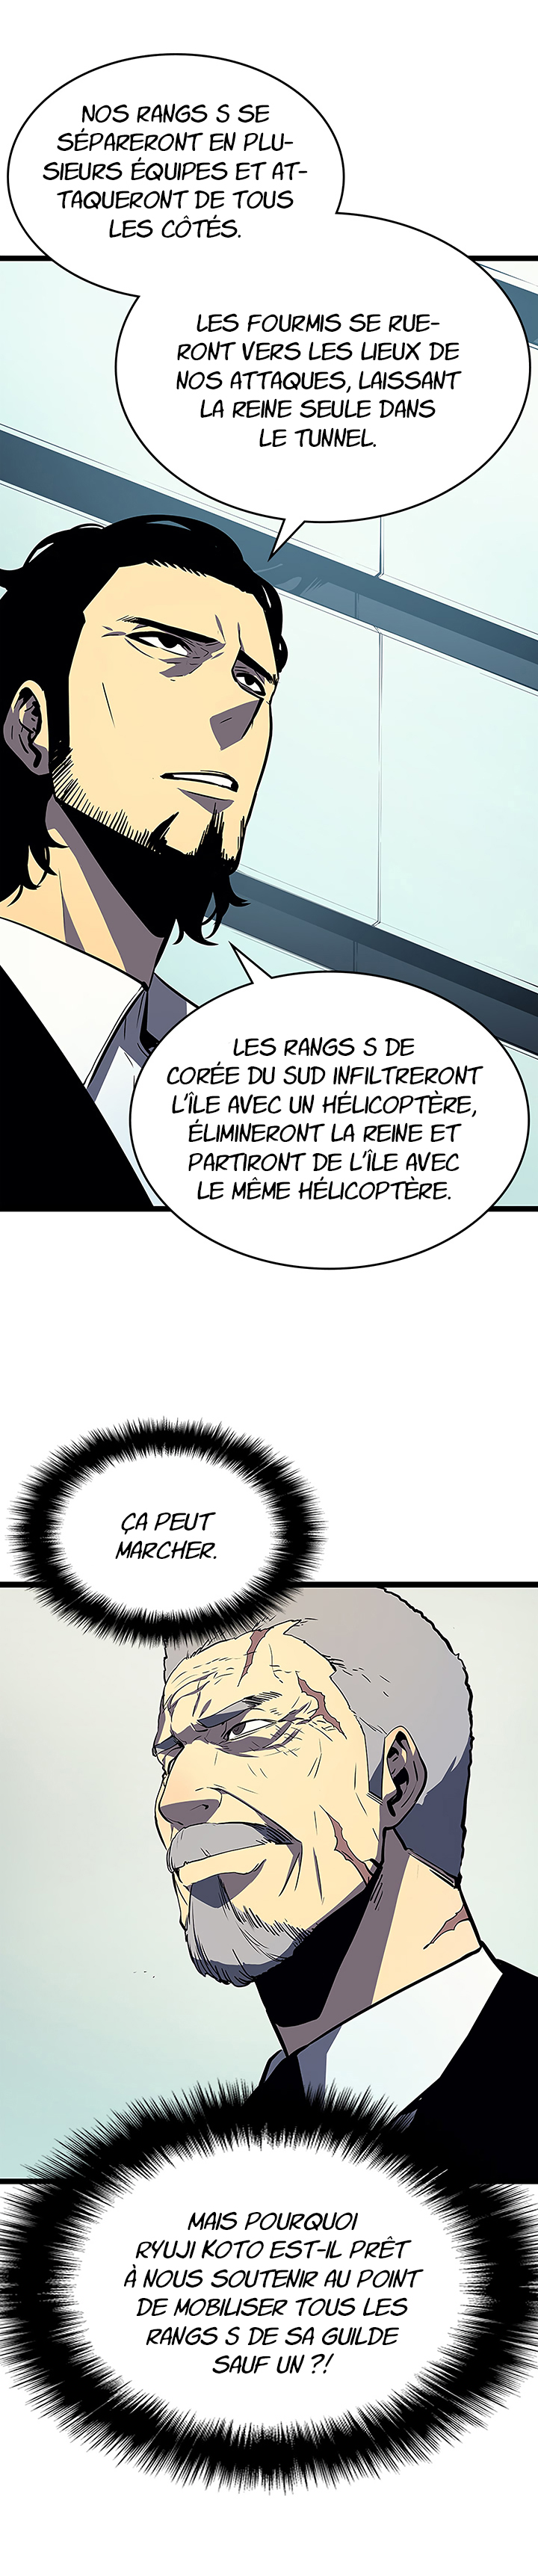 NOS RANGS S SE
SÉPARERONT EN PLU-
SIEURS ÉQUIPES ET AT-
TAQUERONT DE TOUS
LES CÔTÉS.
LES FOURMIS SE RUE-
RONT VERS LES LIEUX DE
NOS ATTAQUES, LAISSANT
LA REINE SEULE DANS
LE TUNNEL.
LES RANGS S DE
CORÉE DU SUD INFILTRERONT
L'ÎLE AVEC UN HÉLICOPTÈRE,
ÉLIMINERONT LA REINE ET
PARTIRONT DE L'ÎLE AVEC
LE MÊME HÉLICOPTÈRE.
ÇA PEUT
MARCHER.
MAIS POURQUOI
RYUJI KOTO EST-IL PRÊT
À NOUS SOUTENIR AU POINT
DE MOBILISER TOUS LES
RANGS S DE SA GUILDE
SAUF UN ?!